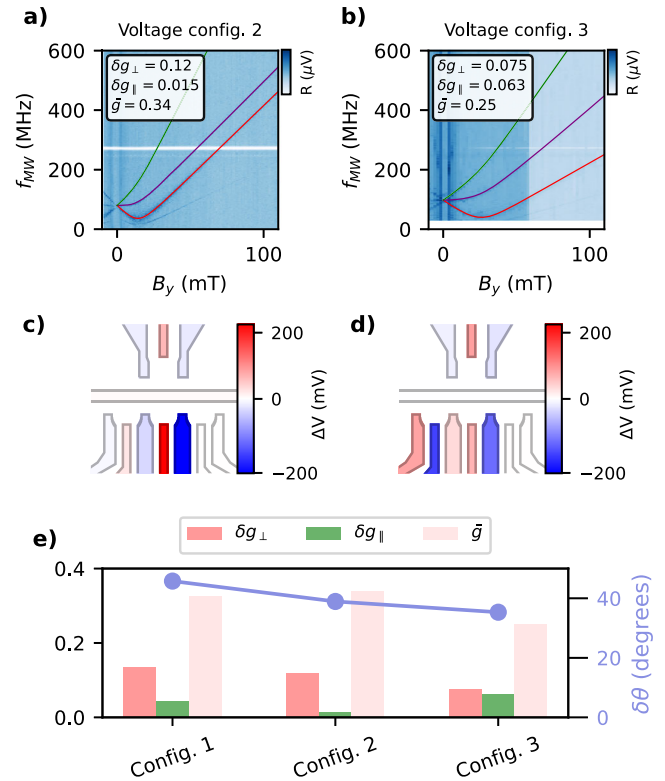 a)
Voltage config. 2
δg⊥ = 0.12
δg∥ = 0.015
ḡ = 0.34
600
400
200
0
f_MW (MHz)
0
100
B_y (mT)
R (μV)
b)
Voltage config. 3
δg⊥ = 0.075
δg∥ = 0.063
ḡ = 0.25
600
400
200
0
f_MW (MHz)
0
100
B_y (mT)
R (μV)
c)
200
0
−200
ΔV (mV)
d)
200
0
−200
ΔV (mV)
e)
δg⊥
δg∥
ḡ
0.4
0.2
0.0
40
20
0
δθ (degrees)
Config. 1
Config. 2
Config. 3